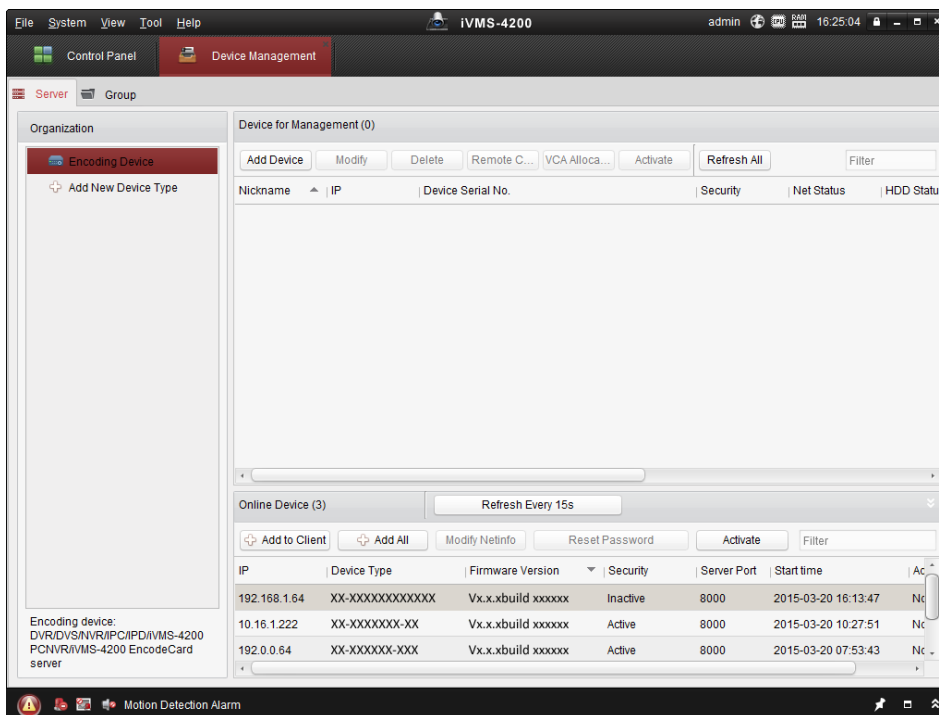 File System View Tool Help iVMS-4200 admin CPU RAM 16:25:04
Control Panel Device Management
Server Group
Organization
Encoding Device
Add New Device Type
Encoding device:
DVR/DVS/NVR/IPC/IPD/iVMS-4200
PCNVR/iVMS-4200 EncodeCard
server
Device for Management (0)
Add Device Modify Delete Remote C... VCA Alloca... Activate Refresh All Filter
Nickname IP Device Serial No. Security Net Status HDD Statu
Online Device (3) Refresh Every 15s
Add to Client Add All Modify Netinfo Reset Password Activate Filter
IP Device Type Firmware Version Security Server Port Start time Ad
192.168.1.64 XX-XXXXXXXXXXXX Vx.x.xbuild xxxxxx Inactive 8000 2015-03-20 16:13:47 No
10.16.1.222 XX-XXXXXXX-XX Vx.x.xbuild xxxxxx Active 8000 2015-03-20 10:27:51 No
192.0.0.64 XX-XXXXXX-XXX Vx.x.xbuild xxxxxx Active 8000 2015-03-20 07:53:43 No
Motion Detection Alarm